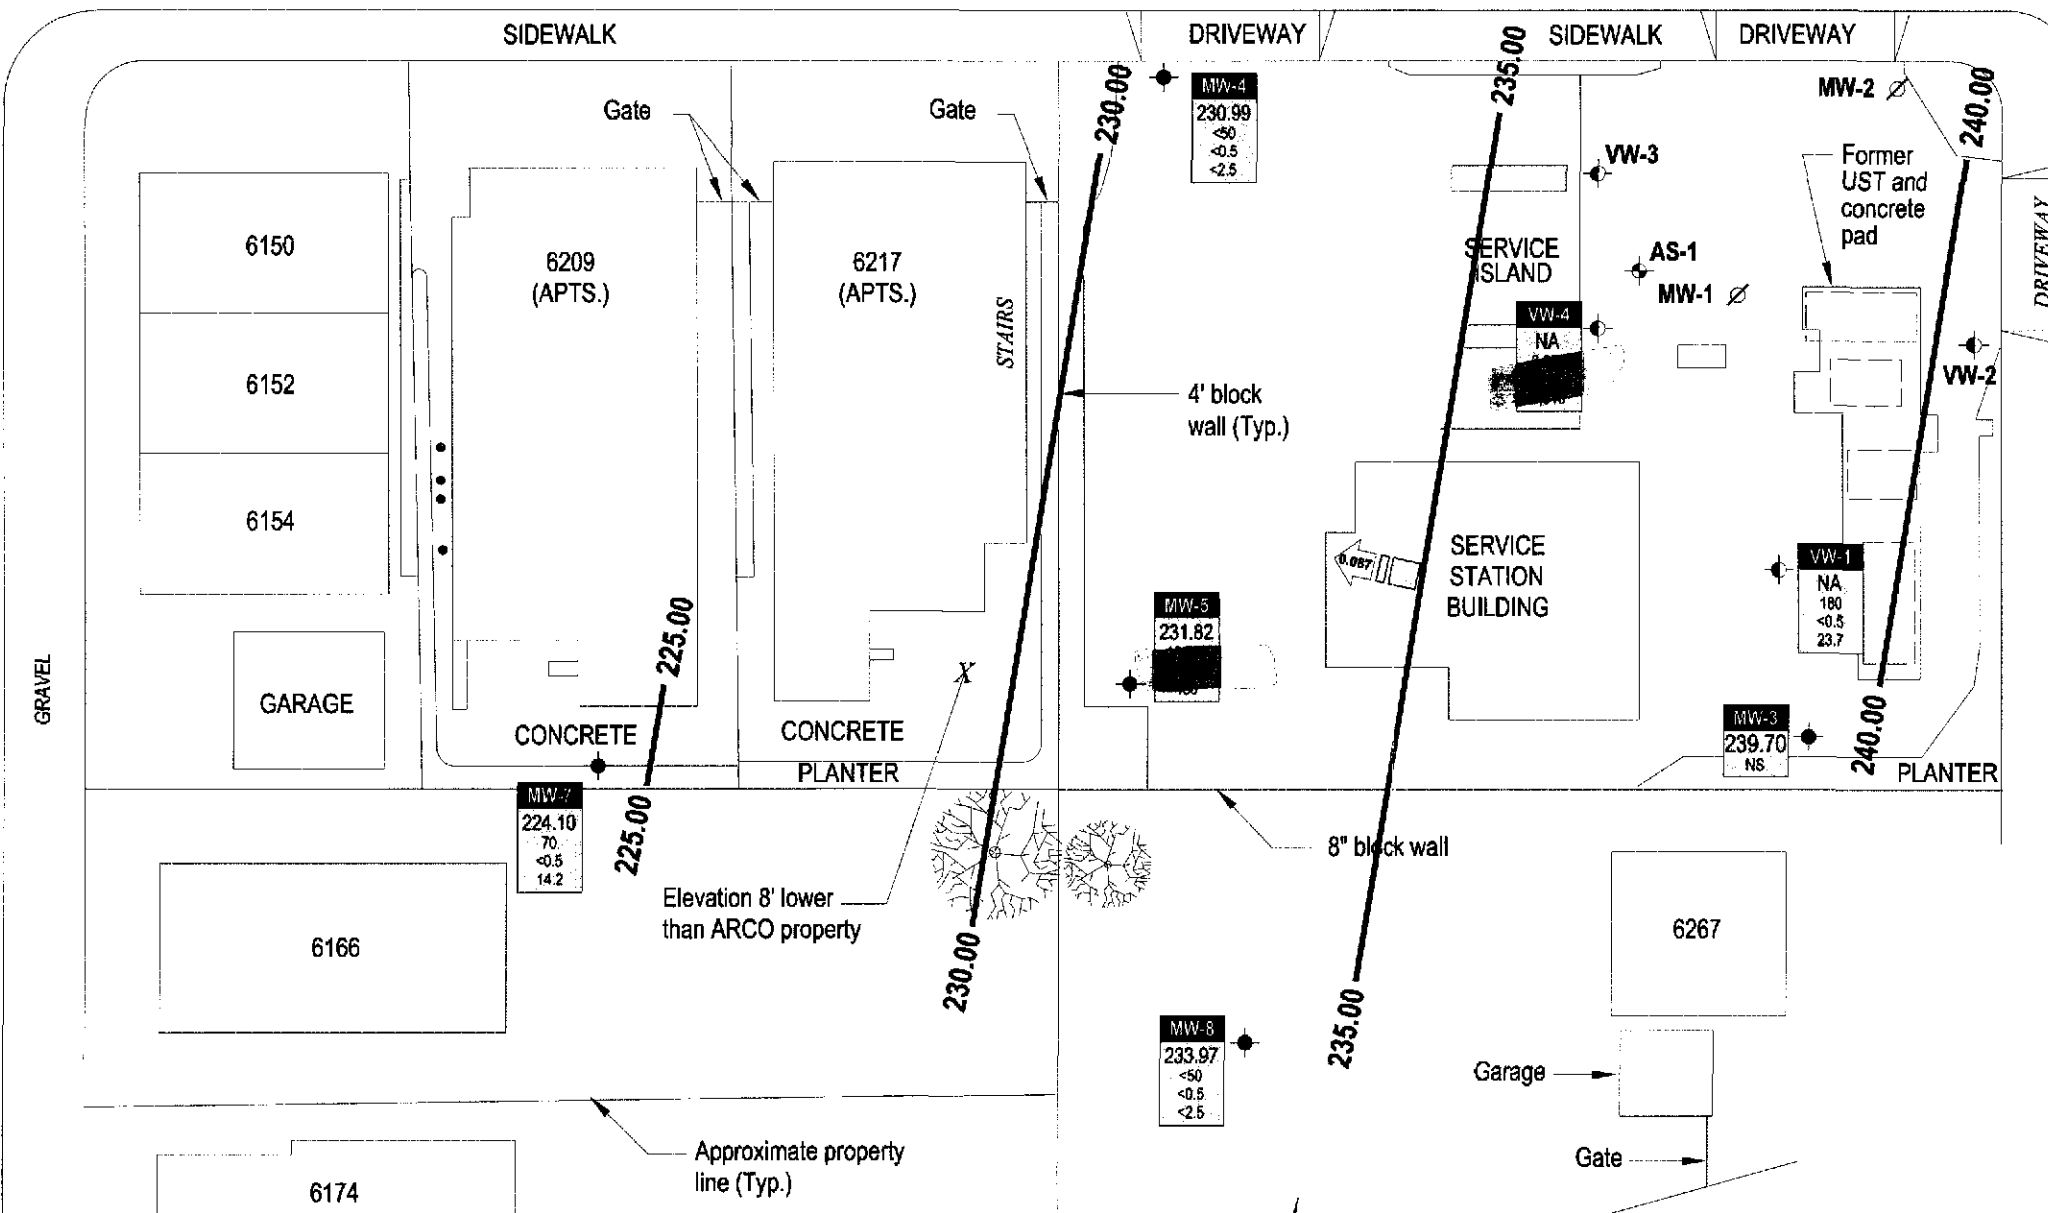 SIDEWALK
DRIVEWAY
SIDEWALK
DRIVEWAY
235.00
230.00
240.00
Gate
Gate
MW-4
230.99
<50
<0.5
<2.5
MW-2
VW-3
Former
UST and
concrete
pad
DRIVEWAY
6150
6209
(APTS.)
6217
(APTS.)
STAIRS
SERVICE
ISLAND
AS-1
MW-1
VW-4
NA
VW-2
6152
4' block
wall (Typ.)
6154
0.087
SERVICE
STATION
BUILDING
VW-1
NA
180
<0.5
23.7
MW-5
231.82
225.00
X
GRAVEL
GARAGE
CONCRETE
CONCRETE
PLANTER
MW-3
239.70
NS
240.00
PLANTER
MW-7
224.10
70
<0.5
14.2
225.00
8" block wall
Elevation 8' lower
than ARCO property
230.00
6166
6267
235.00
MW-8
233.97
<50
<0.5
<2.5
Garage
Gate
Approximate property
line (Typ.)
6174